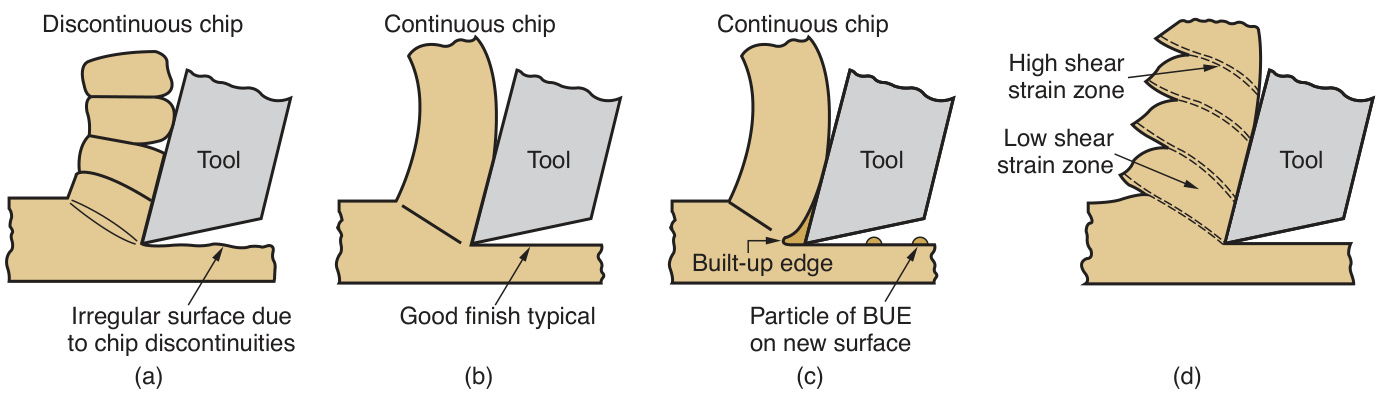 Discontinuous chip
Tool
Irregular surface due
to chip discontinuities
(a)
Continuous chip
Tool
Good finish typical
(b)
Continuous chip
Tool
Built-up edge
Particle of BUE
on new surface
(c)
High shear
strain zone
Low shear
strain zone
Tool
(d)